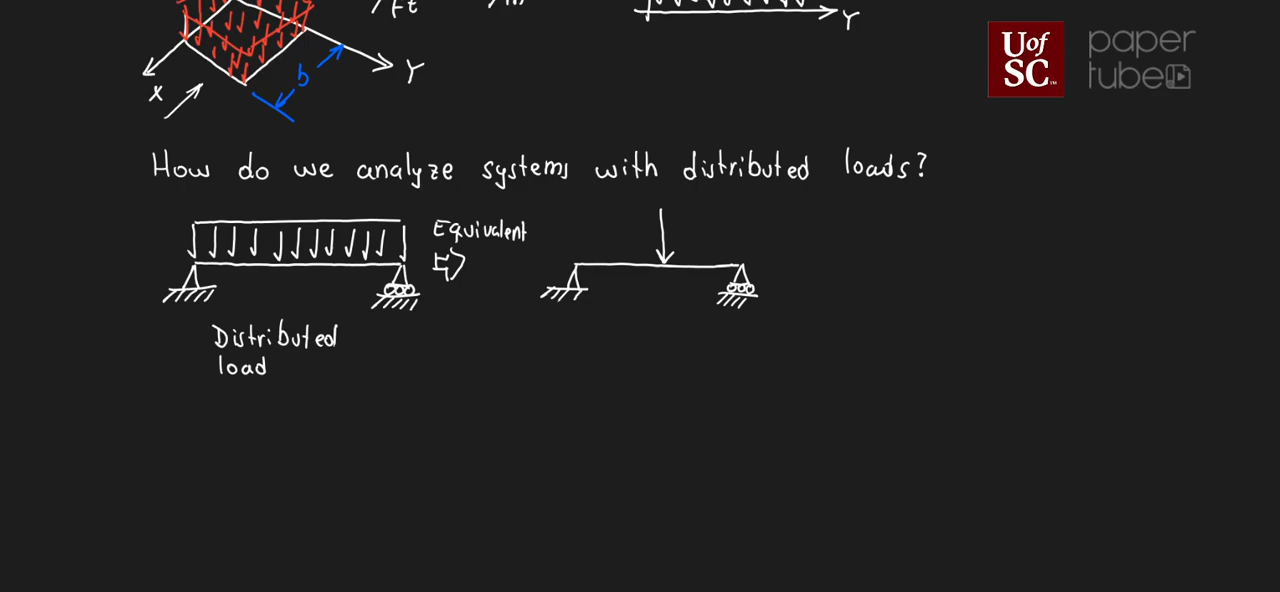 /ft
/m
Y
UofSC
paper
tube
b
Y
X
How do we analyze systems with distributed loads?
Equivalent
Distributed
load